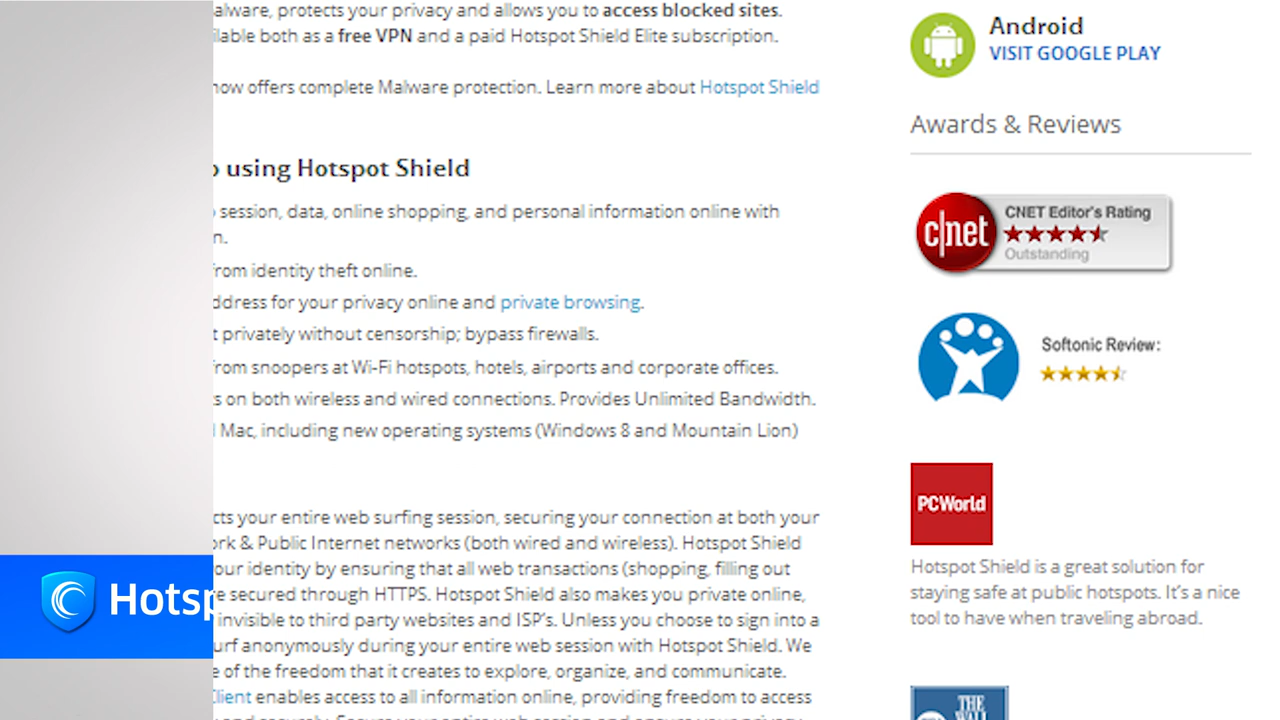 alware, protects your privacy and allows you to access blocked sites.
lable both as a free VPN and a paid Hotspot Shield Elite subscription.
now offers complete Malware protection. Learn more about Hotspot Shield
using Hotspot Shield
session, data, online shopping, and personal information online with
n.
from identity theft online.
ddress for your privacy online and private browsing.
t privately without censorship; bypass firewalls.
from snoopers at Wi-Fi hotspots, hotels, airports and corporate offices.
s on both wireless and wired connections. Provides Unlimited Bandwidth.
Mac, including new operating systems (Windows 8 and Mountain Lion)
cts your entire web surfing session, securing your connection at both your
ork & Public Internet networks (both wired and wireless). Hotspot Shield
our identity by ensuring that all web transactions (shopping, filling out
e secured through HTTPS. Hotspot Shield also makes you private online,
invisible to third party websites and ISP's. Unless you choose to sign into a
urf anonymously during your entire web session with Hotspot Shield. We
e of the freedom that it creates to explore, organize, and communicate.
Client enables access to all information online, providing freedom to access
Hotsp
Android
VISIT GOOGLE PLAY
Awards & Reviews
c|net
CNET Editor's Rating
Outstanding
Softonic Review:
PCWorld
Hotspot Shield is a great solution for
staying safe at public hotspots. It's a nice
tool to have when traveling abroad.
THE